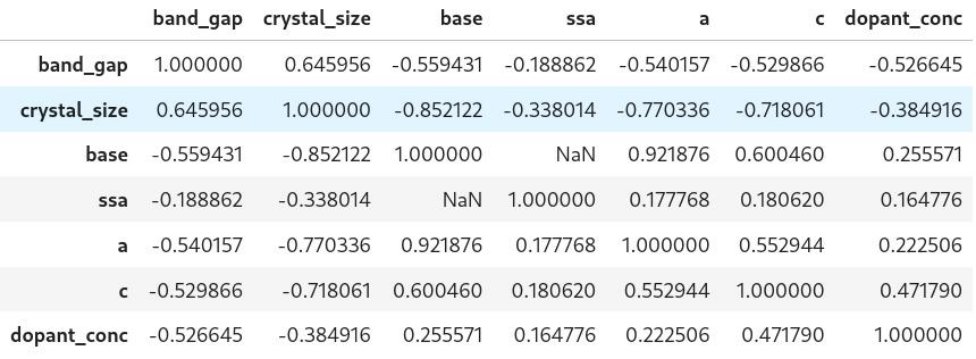 band_gap crystal_size base ssa a c dopant_conc
band_gap 1.000000 0.645956 -0.559431 -0.188862 -0.540157 -0.529866 -0.526645
crystal_size 0.645956 1.000000 -0.852122 -0.338014 -0.770336 -0.718061 -0.384916
base -0.559431 -0.852122 1.000000 NaN 0.921876 0.600460 0.255571
ssa -0.188862 -0.338014 NaN 1.000000 0.177768 0.180620 0.164776
a -0.540157 -0.770336 0.921876 0.177768 1.000000 0.552944 0.222506
c -0.529866 -0.718061 0.600460 0.180620 0.552944 1.000000 0.471790
dopant_conc -0.526645 -0.384916 0.255571 0.164776 0.222506 0.471790 1.000000